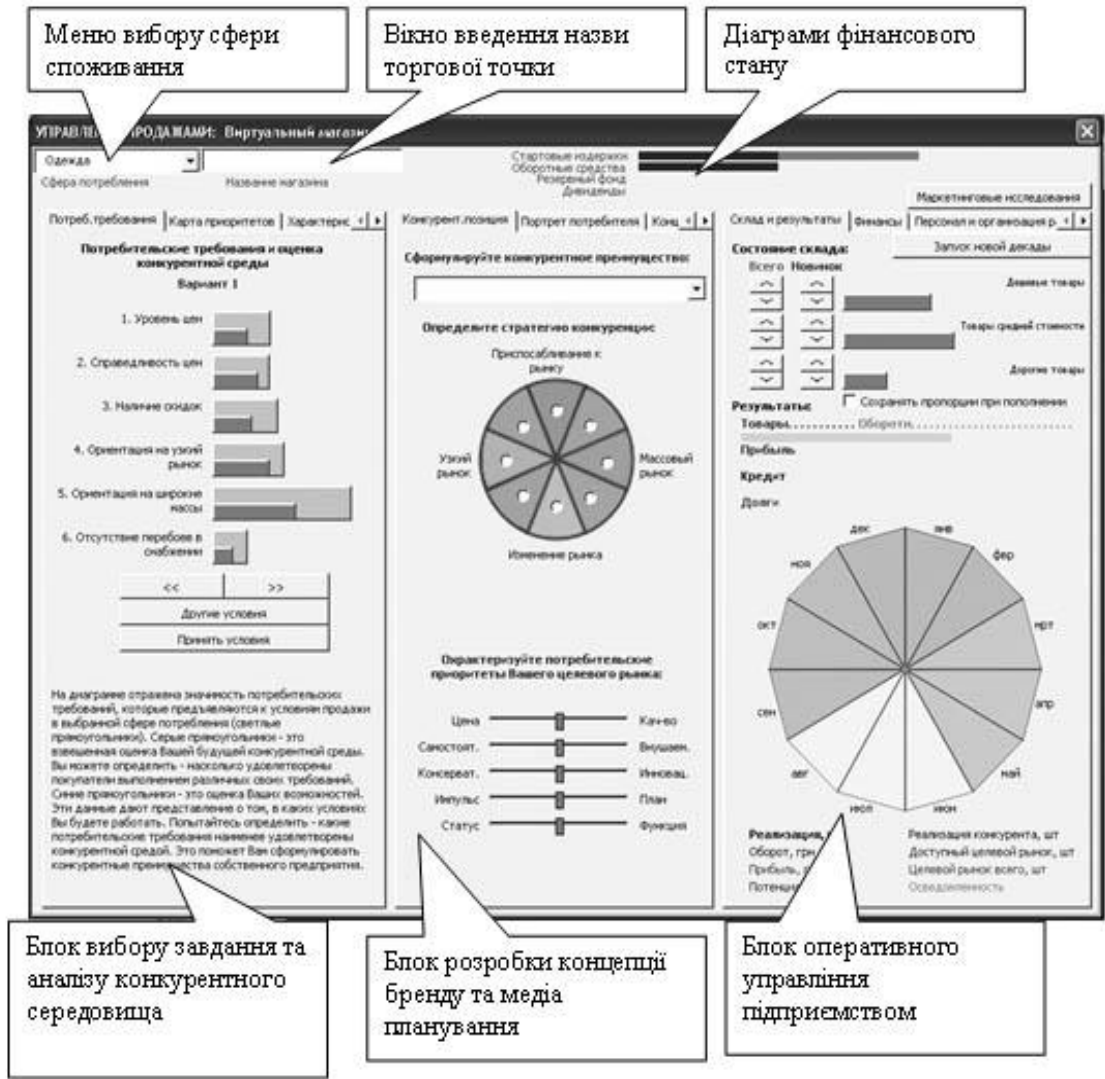 Меню вибору сфери
споживання
Вікно введення назви
торгової точки
Діаграми фінансового
стану
Виртуальный
Одежда
Сфера потребления
Название магазина
Стартовые издержки
Оборотные средства
Резервный фонд
Дивиденды
Маркетинговые исследования
Запуск новой декады
Потреб.требования
Карта приоритетов
Характерис
Потребительские требования и оценка
конкурентной среды
Вариант 1
1. Уровень цен
2. Справедливость цен
3. Наличие скидок
4. Ориентация на узкий
рынок
5. Ориентация на широкие
массы
6. Отсутствие перебоев в
снабжении
<< >>
Другие условия
Принять условия
На диаграмме отражена значимость потребительских
требований, которые предъявляются к условиям продажи
в выбранной сфере потребления (светлые
прямоугольники). Серые прямоугольники - это
взвешенная оценка Вашей будущей конкурентной среды.
Вы можете определить - насколько удовлетворены
покупатели выполнением различных своих требований.
Синие прямоугольники - это оценка Ваших возможностей.
Эти данные дают представление о том, в каких условиях
Вы будете работать. Попытайтесь определить - какие
потребительские требования наименее удовлетворены
конкурентной средой. Это поможет Вам сформулировать
конкурентные преимущества собственного предприятия.
Конкурент.позиция
Портрет потребителя
Конц
Сформулируйте конкурентное преимущество:
Определите стратегию конкуренции:
Приспосабливание к
рынку
Узкий
рынок
Массовый
рынок
Изменение рынка
Охарактеризуйте потребительские
приоритеты Вашего целевого рынка:
Цена Кач-во
Самостоят. Внушаем.
Консерват. Инновац.
Импульс План
Статус Функция
Склад и результаты
Финансы
Персонал и организация р
Состояние склада:
Всего Новинок
Дешевые товары
Товары средней стоимости
Дорогие товары
Сохранять пропорции при пополнении
Результаты:
Товары.......... Обороти..........
Прибыль
Кредит
Долги
дек
янв
ноя
фер
окт
мрт
сен
апр
авг
май
июл
июн
Реализация, Реализация конкурента, шт
Оборот, грн Доступный целевой рынок, шт
Прибыль, Целевой рынок всего, шт
Осведомленность
Блок вибору завдання та
аналізу конкурентного
середовища
Блок розробки концепції
бренду та медіа
планування
Блок оперативного
управління
підприємством